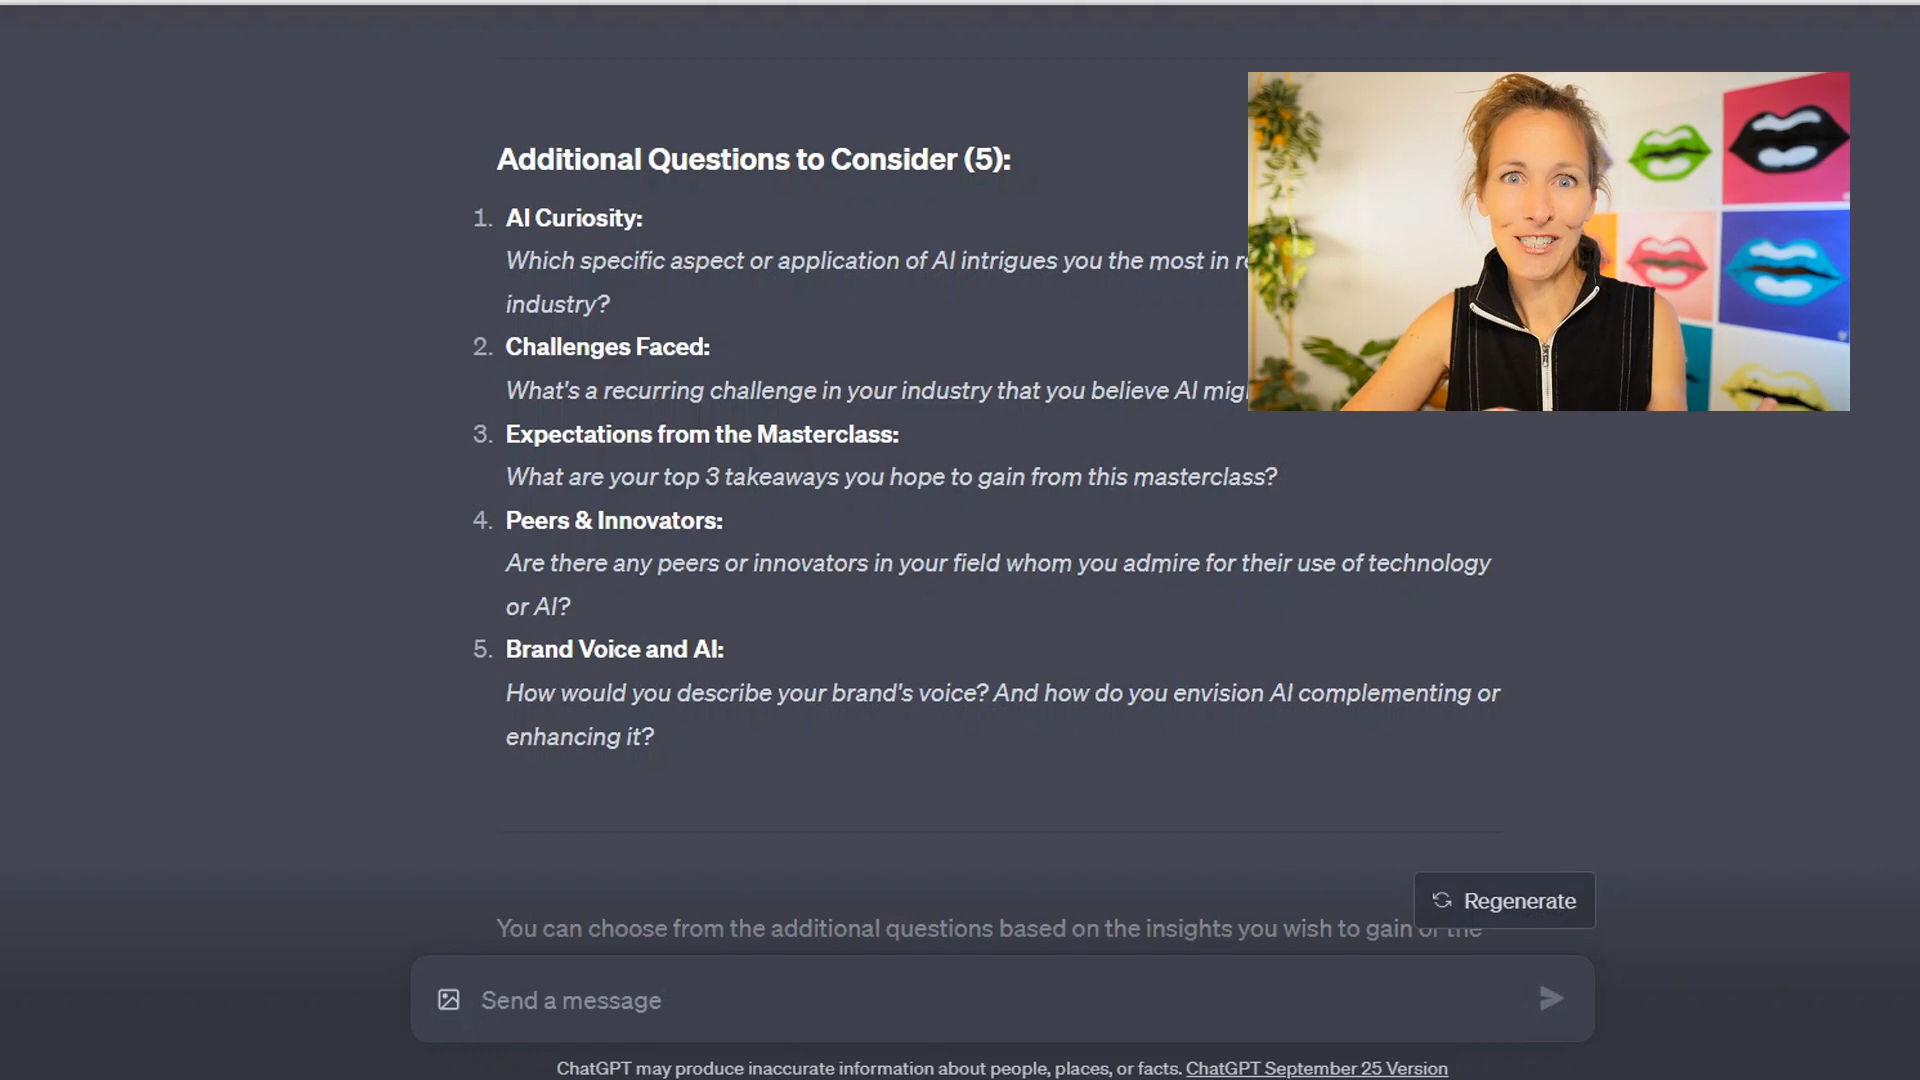 Additional Questions to Consider (5):
1. AI Curiosity:
Which specific aspect or application of AI intrigues you the most in
industry?
2. Challenges Faced:
What's a recurring challenge in your industry that you believe AI
3. Expectations from the Masterclass:
What are your top 3 takeaways you hope to gain from this masterclass?
4. Peers & Innovators:
Are there any peers or innovators in your field whom you admire for their use of technology
or AI?
5. Brand Voice and AI:
How would you describe your brand's voice? And how do you envision AI complementing or
enhancing it?
Regenerate
You can choose from the additional questions based on the insights you wish to gain or the
Send a message
ChatGPT may produce inaccurate information about people, places, or facts. ChatGPT September 25 Version